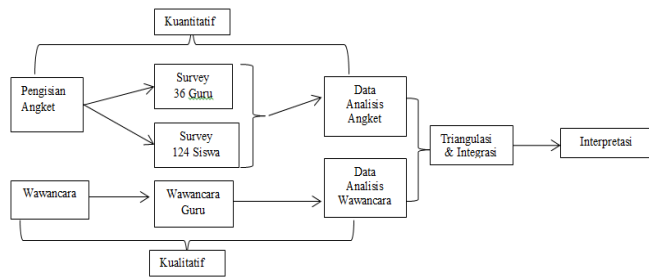 Kuantitatif
Pengisian
Angket
Survey
36 Guru
Survey
124 Siswa
Data
Analisis
Angket
Triangulasi
& Integrasi
Interpretasi
Wawancara
Wawancara
Guru
Data
Analisis
Wawancara
Kualitatif